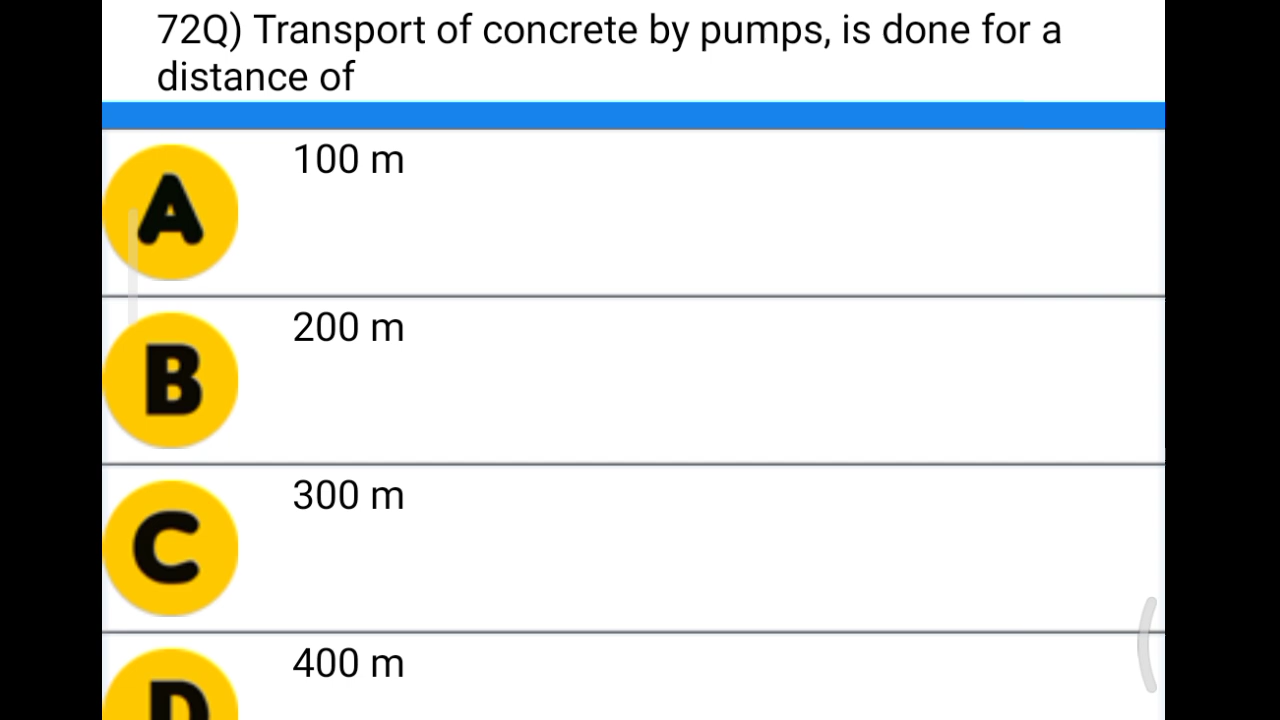 72Q) Transport of concrete by pumps, is done for a
distance of
A 100 m
B 200 m
C 300 m
D 400 m